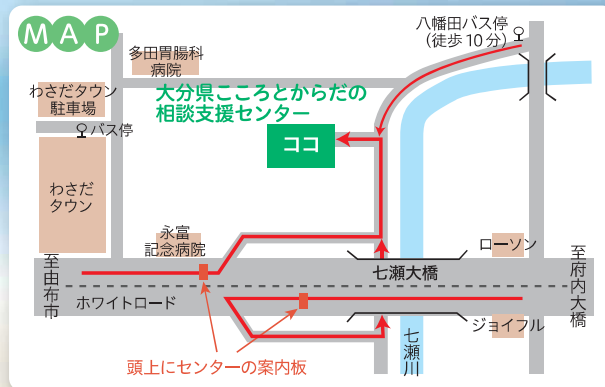 MAP
八幡田バス停
（徒歩10分）
多田胃腸科
病院
わさだタウン
駐車場
大分県こころとからだの
相談支援センター
バス停
ココ
わさだ
タウン
永富
記念病院
ローソン
至由布市
七瀬大橋
至府内大橋
ホワイトロード
ジョイフル
七瀬川
頭上にセンターの案内板